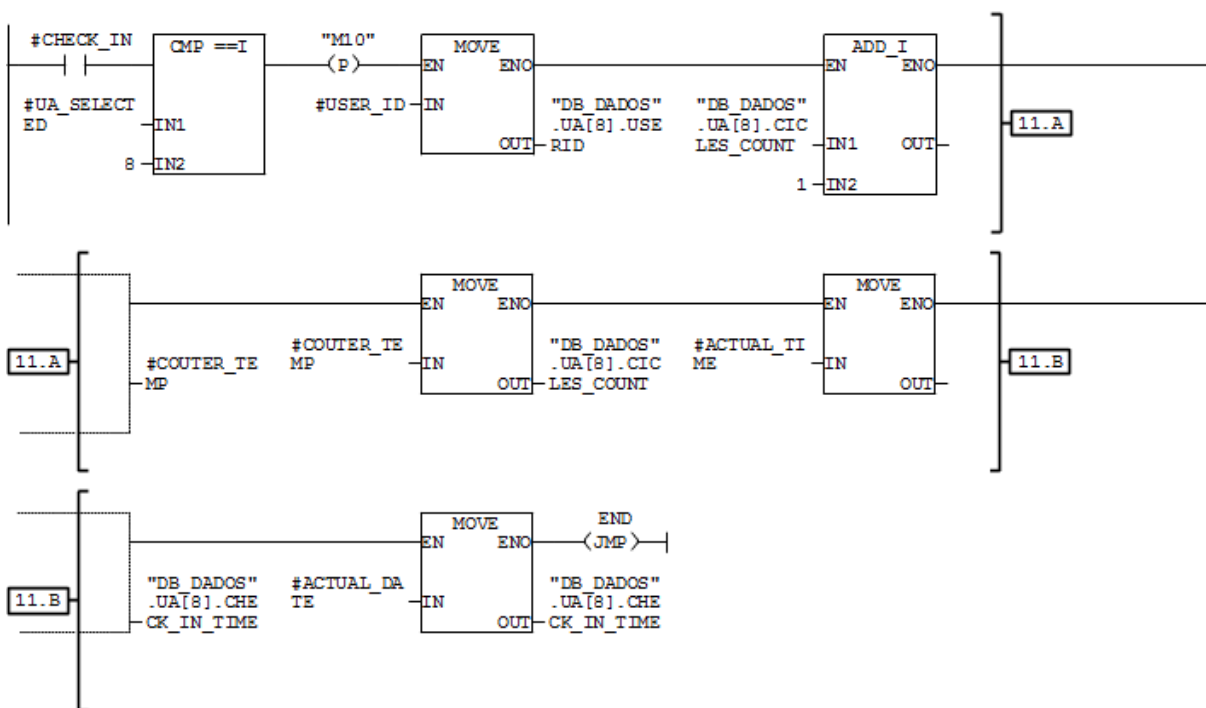 #CHECK_IN
CMP ==I
"M10"
(P)
MOVE
EN ENO
ADD_I
EN ENO
#UA_SELECT
ED
IN1
8 IN2
#USER_ID IN
OUT
"DB_DADOS"
.UA[8].USE
RID
"DB_DADOS"
.UA[8].CIC
LES_COUNT
IN1 OUT
1 IN2
11.A
11.A
#COUTER_TE
MP
MOVE
EN ENO
#COUTER_TE
MP
IN
OUT
"DB_DADOS"
.UA[8].CIC
LES_COUNT
MOVE
EN ENO
#ACTUAL_TI
ME
IN
OUT
11.B
11.B
"DB_DADOS"
.UA[8].CHE
CK_IN_TIME
MOVE
EN ENO
#ACTUAL_DA
TE
IN
OUT
END
(JMP)
"DB_DADOS"
.UA[8].CHE
CK_IN_TIME